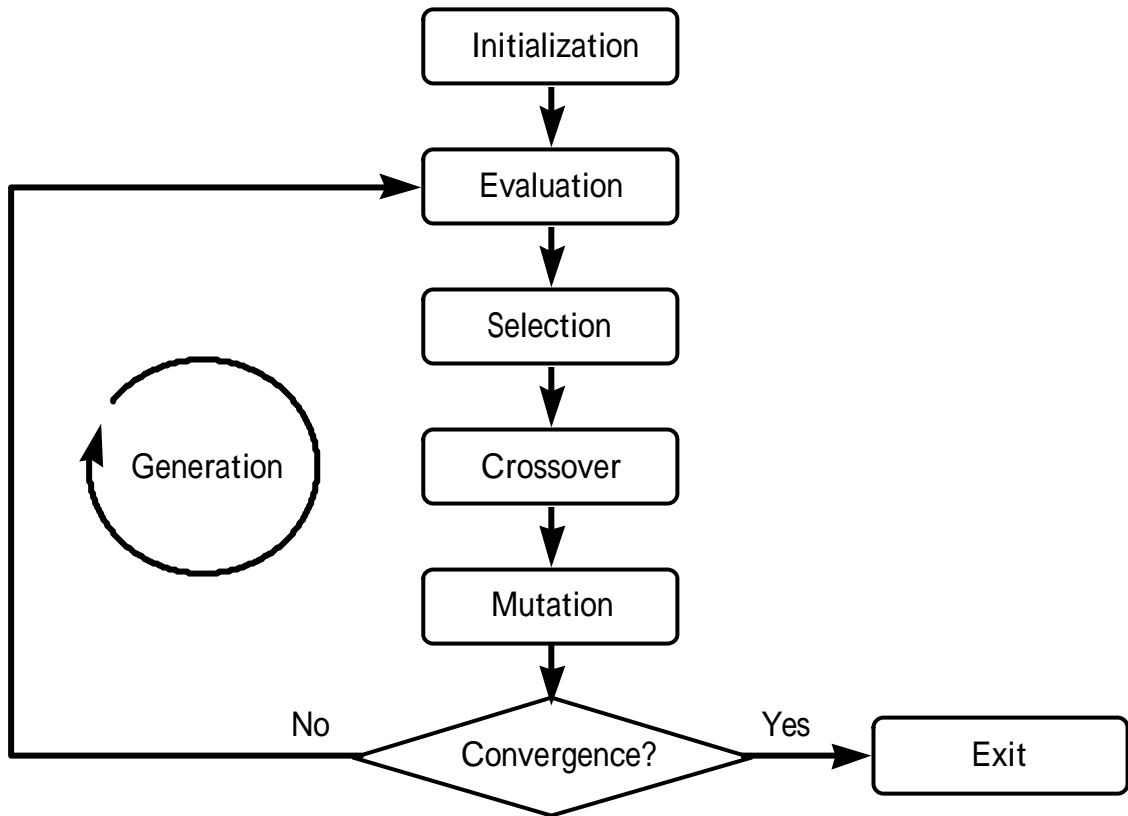 Initialization
Evaluation
Selection
Generation
Crossover
Mutation
No
Convergence?
Yes
Exit